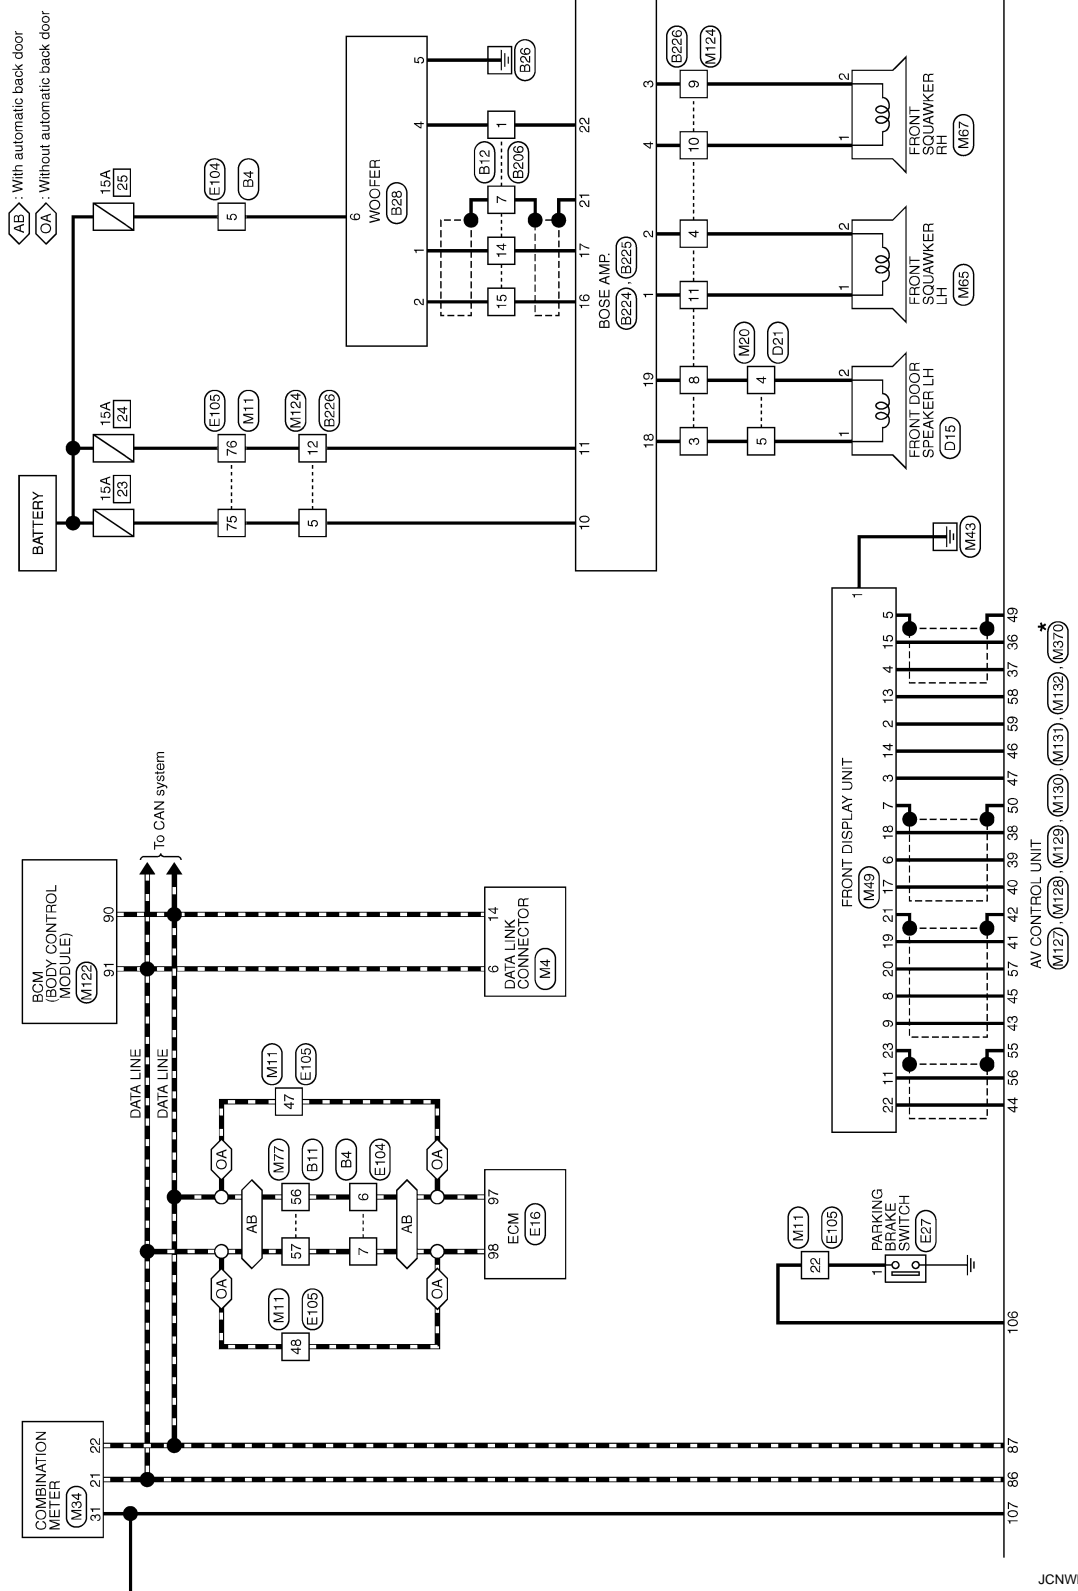 AB : With automatic back door
OA : Without automatic back door
BATTERY
15A
23
15A
24
15A
25
75
76
E105
M11
5
12
M124
B226
5
E104
B4
6
WOOFER
B28
2
1
4
5
B26
15
14
7
1
B12
B206
10
11
16
17
21
22
BOSE AMP.
B224 , B225
18
19
1
2
4
3
3
8
11
4
10
9
B226
M124
5
4
M20
D21
1
2
FRONT DOOR
SPEAKER LH
D15
1
2
FRONT
SQUAWKER
LH
M65
1
2
FRONT
SQUAWKER
RH
M67
COMBINATION
METER
M34
31
21
22
DATA LINE
DATA LINE
To CAN system
BCM
(BODY CONTROL
MODULE)
M122
91
90
6
14
DATA LINK
CONNECTOR
M4
OA
OA
AB
48
M11
E105
57
56
M77
B11
47
M11
E105
7
6
B4
E104
AB
OA
OA
98
97
ECM
E16
22
M11
E105
1
PARKING
BRAKE
SWITCH
E27
FRONT DISPLAY UNIT
M49
1
M43
22
11
23
9
8
20
19
21
17
6
18
7
3
14
2
13
4
15
5
107
86
87
106
44
56
55
43
45
57
41
42
40
39
38
50
47
46
59
58
37
36
49
AV CONTROL UNIT
M127 , M128 , M129 , M130 , M131 , M132 , M370 *